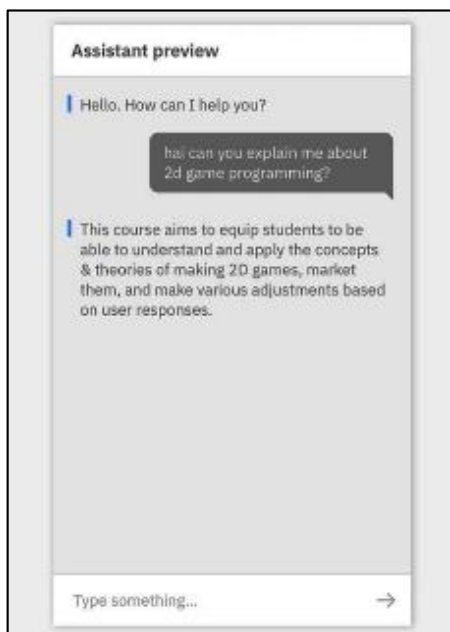 Assistant preview
Hello. How can I help you?
hai can you explain me about
2d game programming?
This course aims to equip students to be
able to understand and apply the concepts
& theories of making 2D games, market
them, and make various adjustments based
on user responses.
Type something...